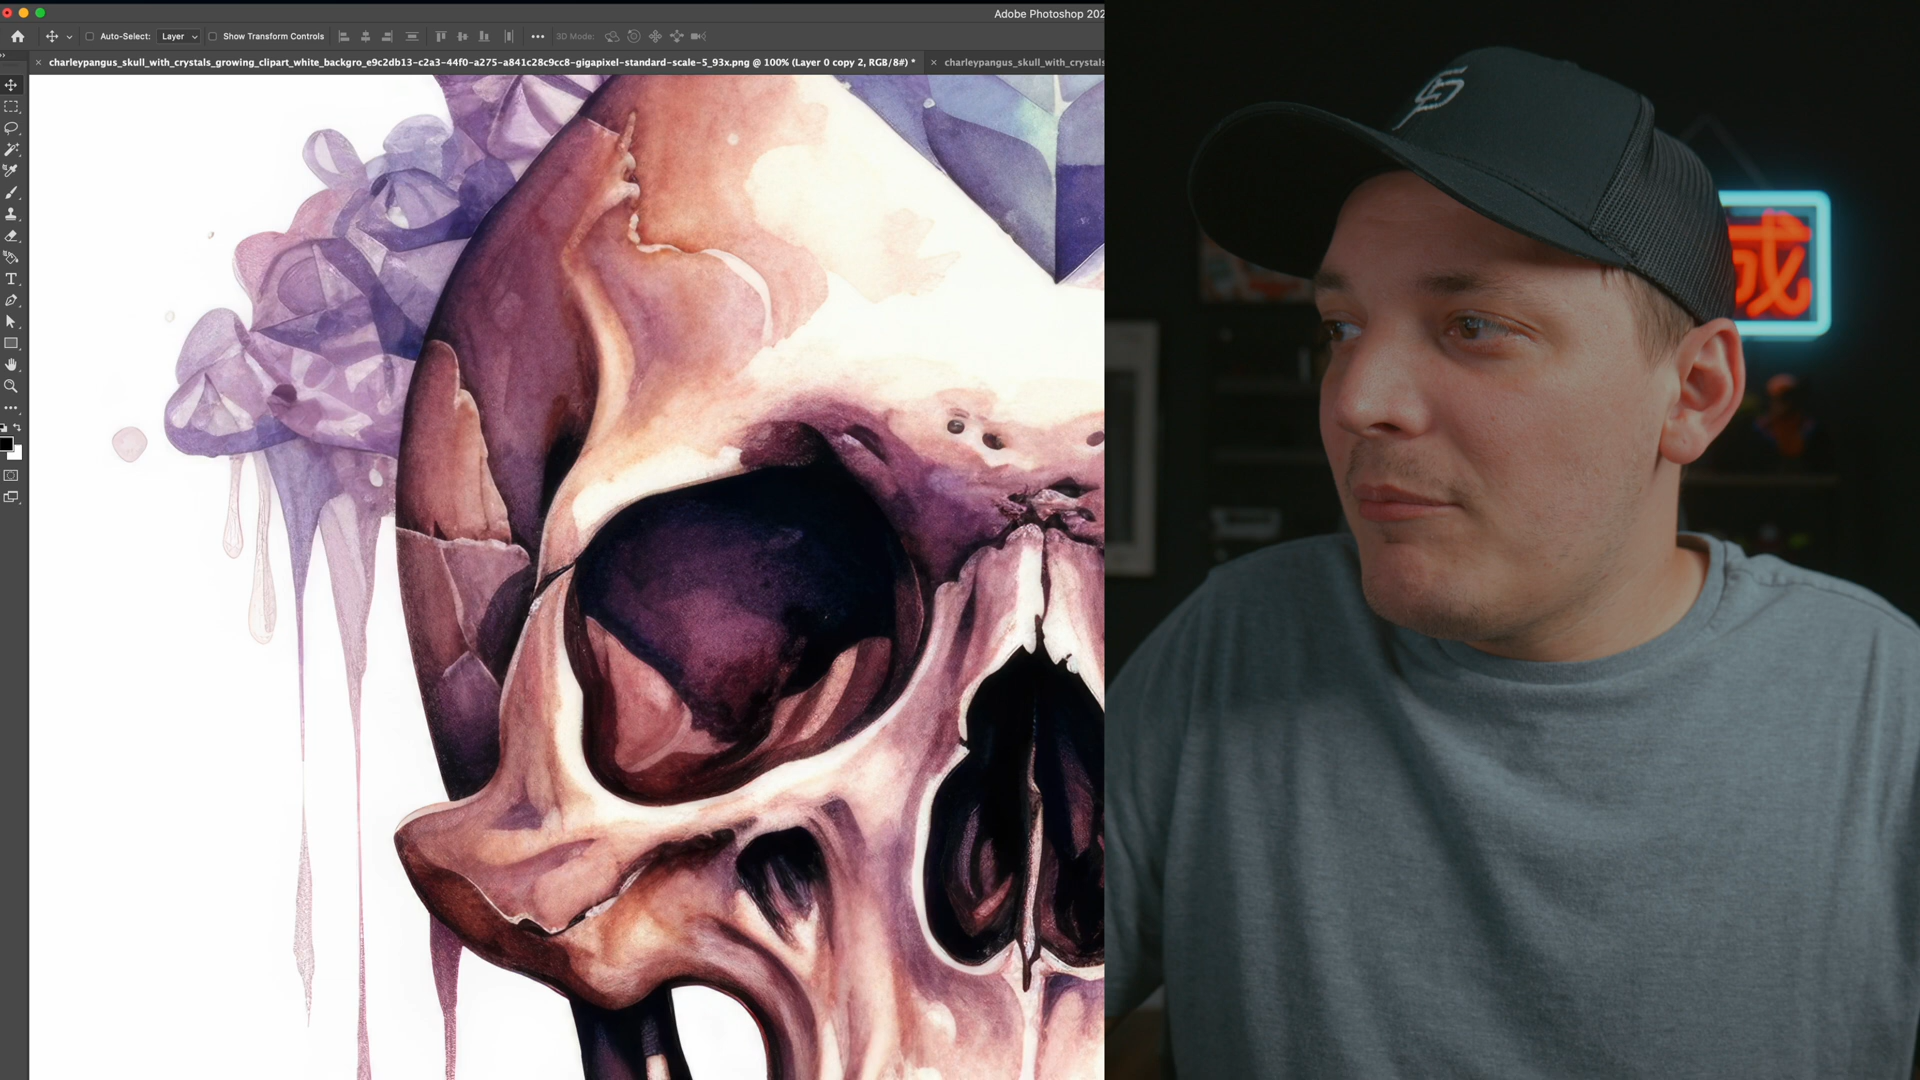 Adobe Photoshop 202
Auto-Select: Layer Show Transform Controls 3D Mode:
charleypangus_skull_with_crystals_growing_clipart_white_backgro_e9c2db13-c2a3-44f0-a275-a841c28c9cc8-gigapixel-standard-scale-5_93x.png @ 100% (Layer 0 copy 2, RGB/8#) *
charleypangus_skull_with_crystals
成